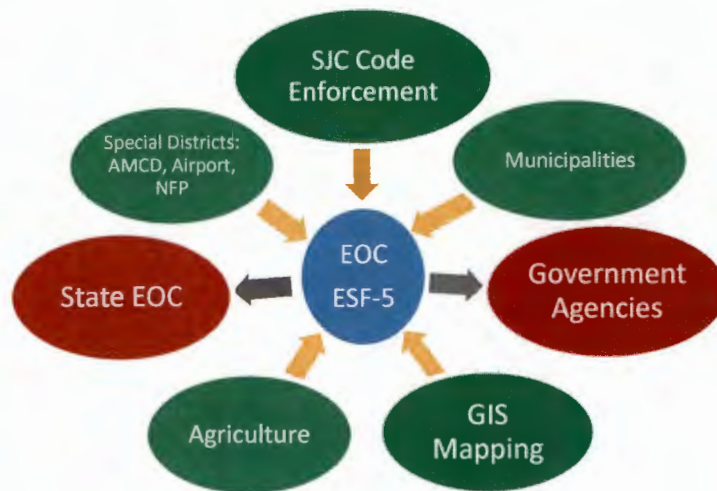 SJC Code
Enforcement
Special Districts:
AMCD, Airport,
NFP
Municipalities
EOC
ESF-5
State EOC
Government
Agencies
Agriculture
GIS
Mapping